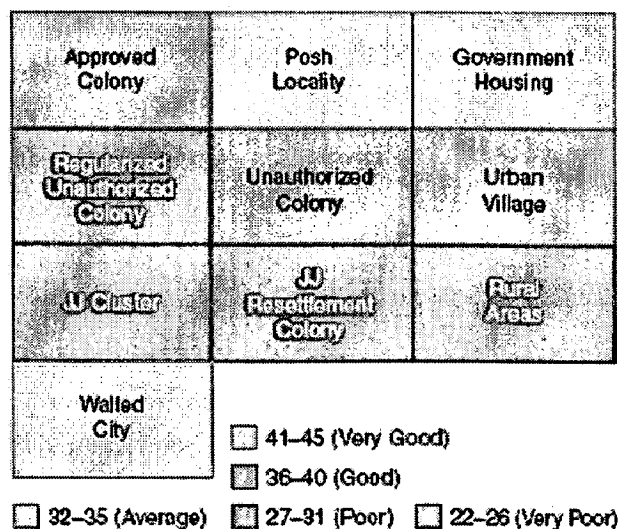 Approved
Colony
Posh
Locality
Government
Housing
Regularized
Unauthorized
Colony
Unauthorized
Colony
Urban
Village
JJ Cluster
JJ
Resettlement
Colony
Rural
Areas
Walled
City
41–45 (Very Good)
36–40 (Good)
32–35 (Average)
27–31 (Poor)
22–26 (Very Poor)